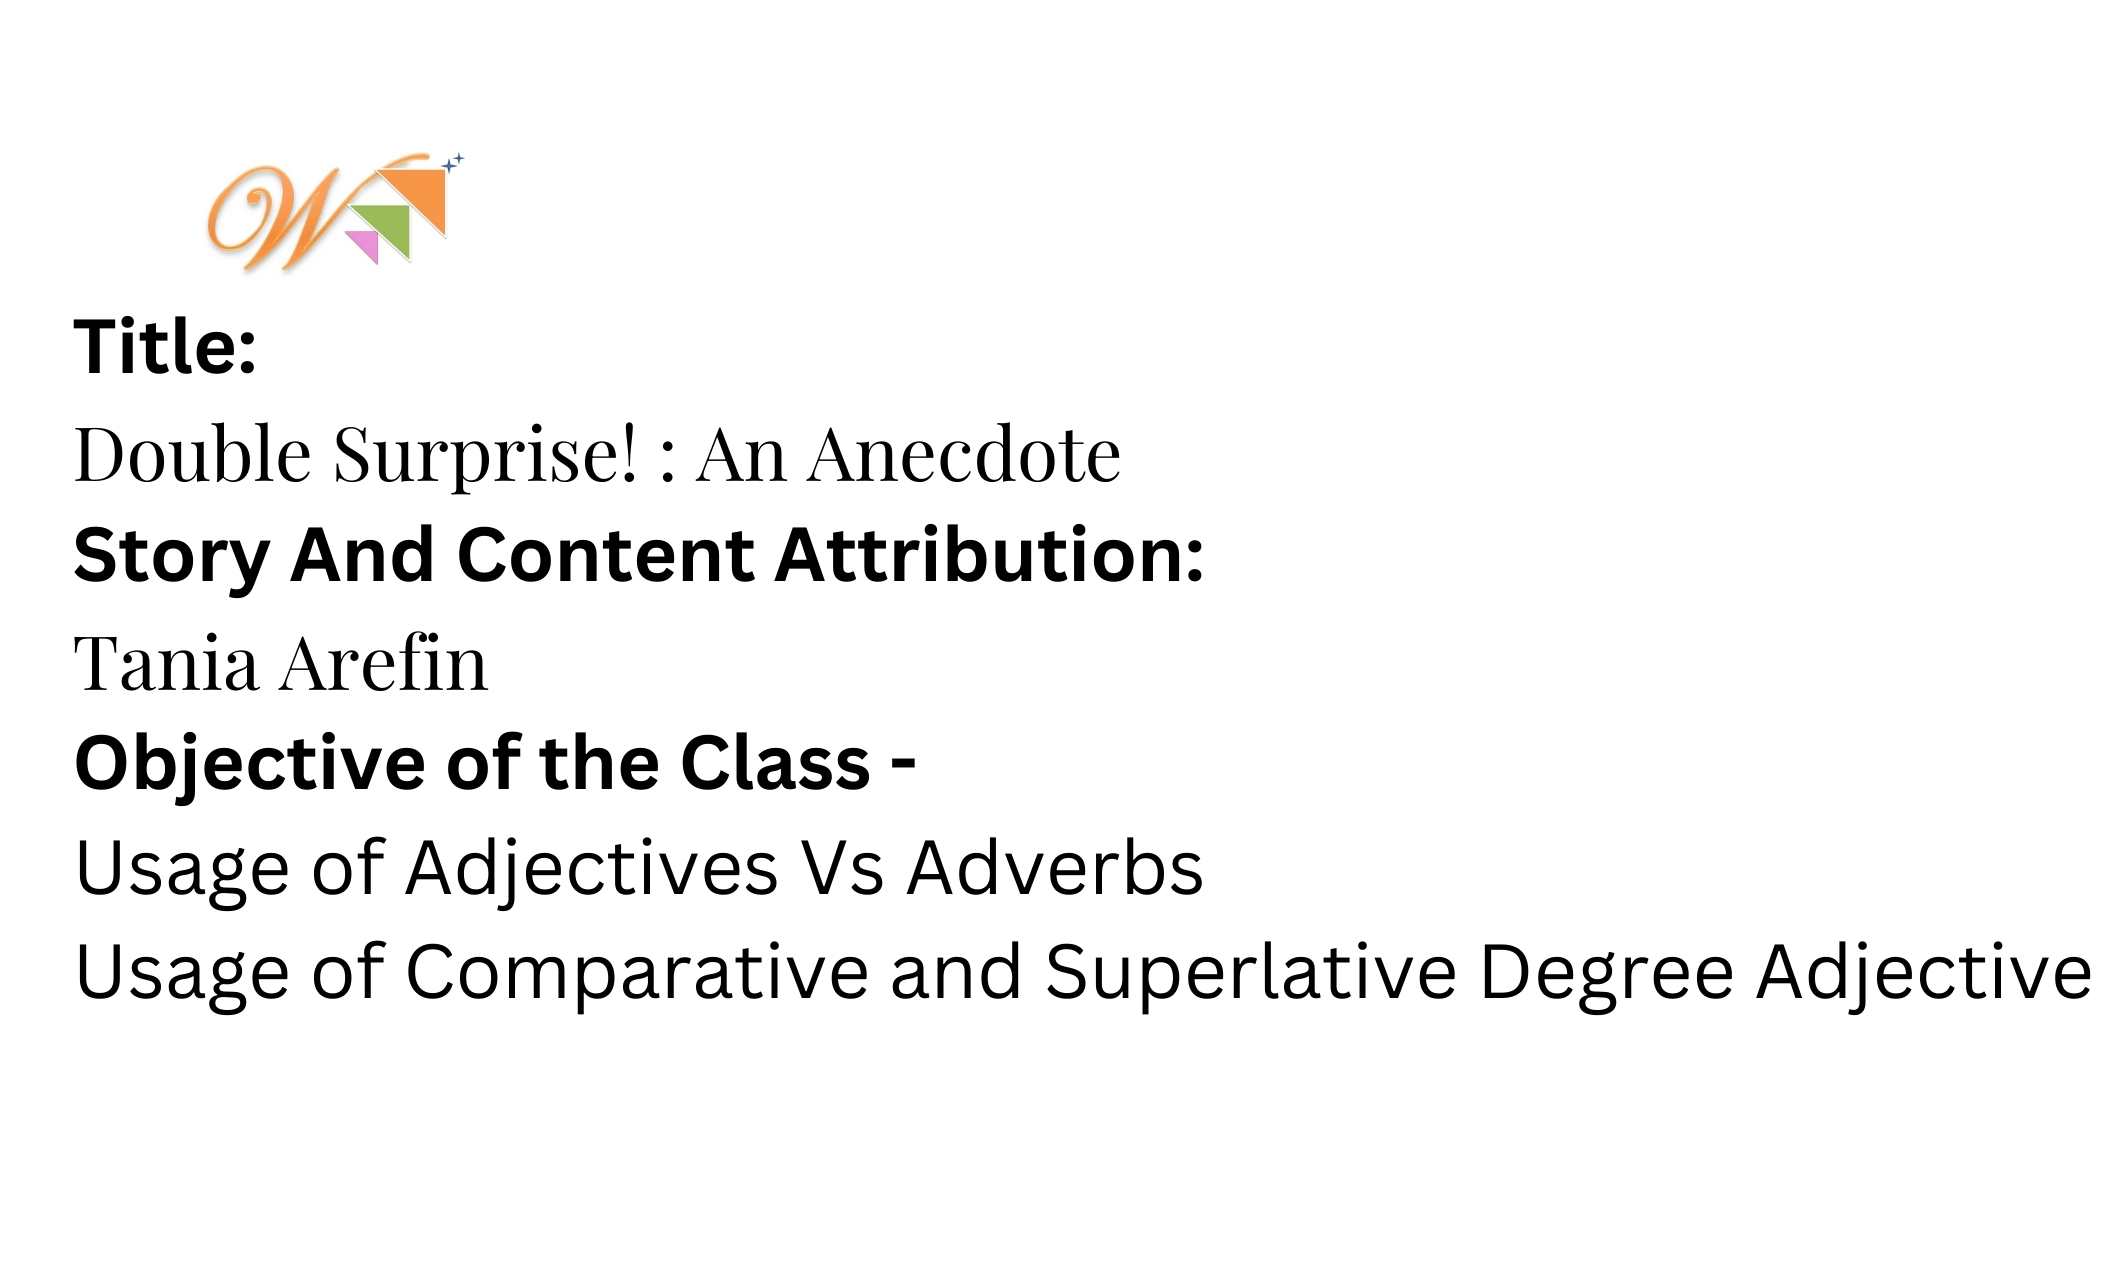 W
Title:
Double Surprise! : An Anecdote
Story And Content Attribution:
Tania Arefin
Objective of the Class -
Usage of Adjectives Vs Adverbs
Usage of Comparative and Superlative Degree Adjective